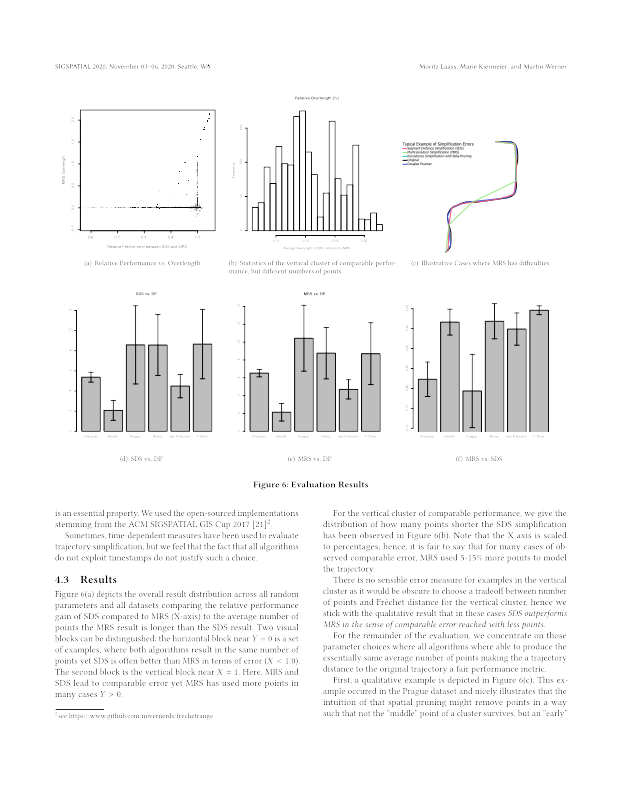 SIGSPATIAL 2020, November 03–06, 2020, Seattle, WA
Moritz Laass, Marie Kiermeier, and Martin Werner
Relative Overlength (%)
MRS Overlength
Typical Example of Simplification Errors
Segment Distance Simplification (SDS)
Multiresolution Simplification (MRS)
Persistence Simplification with Beta-Pruning
Original
Douglas Peucker
(a) Relative Performance vs. Overlength
(b) Statistics of the vertical cluster of comparable perfor-
mance, but different numbers of points
(c) Illustrative Cases where MRS has difficulties
SDS vs. DP
MRS vs. DP
(d) SDS vs. DP
(e) MRS vs. DP
(f) MRS vs. SDS
Figure 6: Evaluation Results
is an essential property. We used the open-sourced implementations
stemming from the ACM SIGSPATIAL GIS Cup 2017 [21]2.
Sometimes, time-dependent measures have been used to evaluate
trajectory simplification, but we feel that the fact that all algorithms
do not exploit timestamps do not justify such a choice.
4.3 Results
Figure 6(a) depicts the overall result distribution across all random
parameters and all datasets comparing the relative performance
gain of SDS compared to MRS (X-axis) to the average number of
points the MRS result is longer than the SDS result. Two visual
blocks can be distinguished: the horizontal block near Y = 0 is a set
of examples, where both algorithms result in the same number of
points yet SDS is often better than MRS in terms of error (X < 1.0).
The second block is the vertical block near X = 1. Here, MRS and
SDS lead to comparable error yet MRS has used more points in
many cases Y > 0.
2see https://www.github.com/mwernerds/frechetrange
For the vertical cluster of comparable performance, we give the
distribution of how many points shorter the SDS simplification
has been observed in Figure 6(b). Note that the X axis is scaled
to percentages, hence, it is fair to say that for many cases of ob-
served comparable error, MRS used 5-15% more points to model
the trajectory.
There is no sensible error measure for examples in the vertical
cluster as it would be obscure to choose a tradeoff between number
of points and Fréchet distance for the vertical cluster, hence we
stick with the qualitative result from these cases that SDS outperforms
MRS in the sense of comparable error reached with less points.
For the remainder of the evaluation, we concentrate on those
parameter choices where all algorithms where able to produce the
essentially same average number of points making the a trajectory
distance to the original trajectory a fair performance metric.
First, a qualitative example is depicted in Figure 6(c). This ex-
ample occured in the Prague dataset and nicely illustrates that the
intuition of that spatial pruning might remove points in a way
such that not the "middle" point of a cluster survives, but an "early"